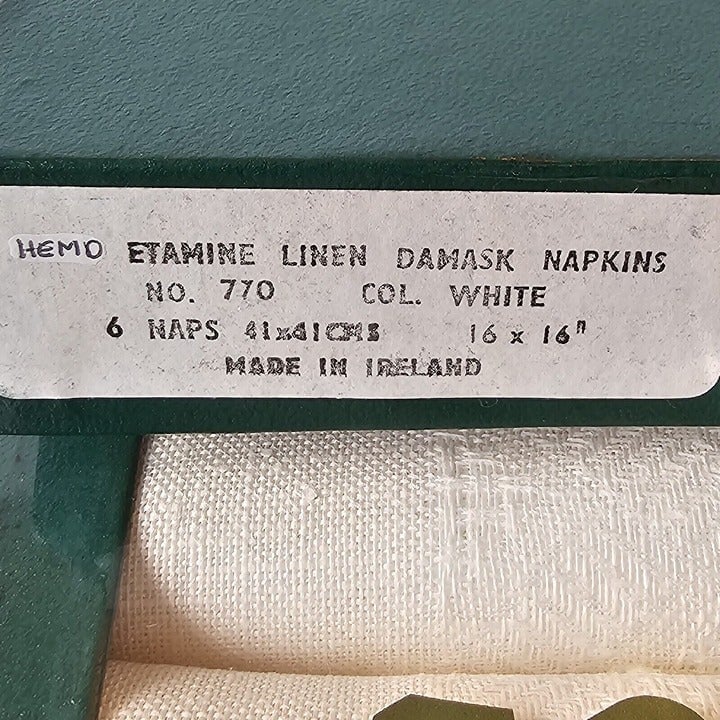 HEMO ETAMINE LINEN DAMASK NAPKINS
NO. 770 COL. WHITE
6 NAPS 41x41CMS 16 x 16"
MADE IN IRELAND